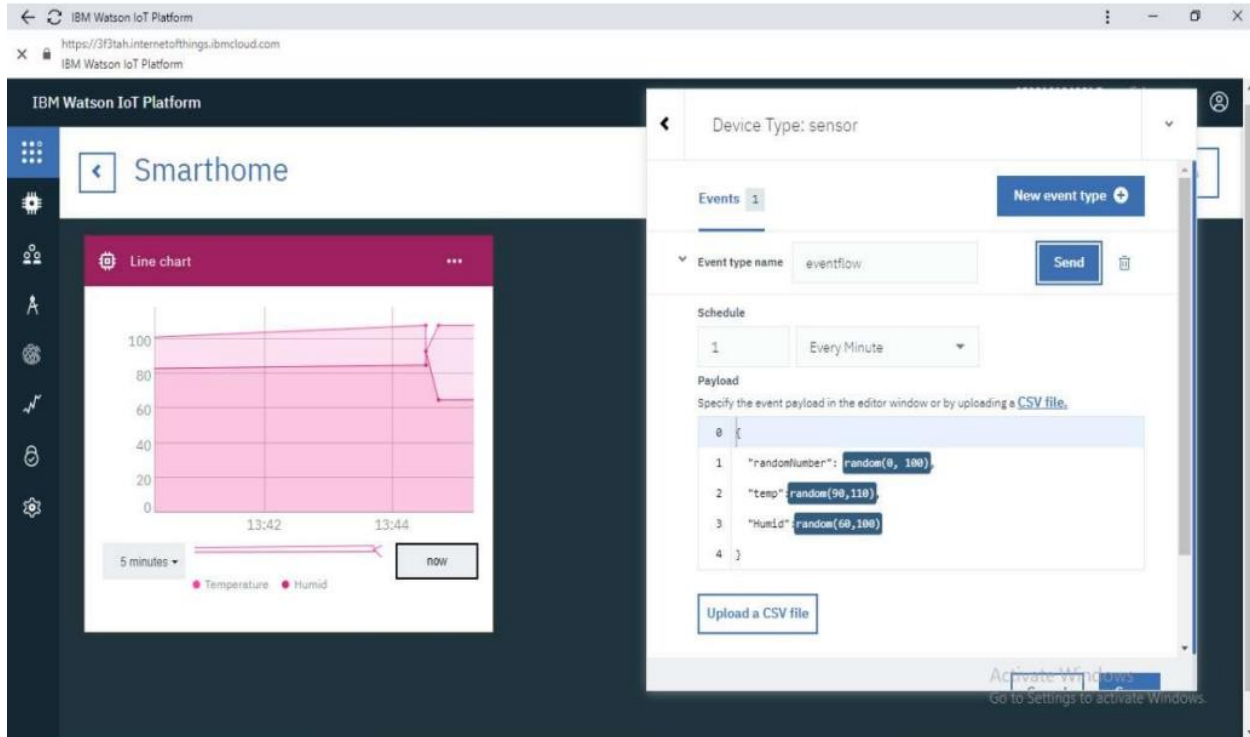 IBM Watson IoT Platform
https://3f3tah.internetofthings.ibmcloud.com
IBM Watson IoT Platform
IBM Watson IoT Platform
Smarthome
Line chart
100
80
60
40
20
0
13:42 13:44
5 minutes
now
Temperature Humid
Device Type: sensor
Events 1
New event type
Event type name eventflow Send
Schedule
1 Every Minute
Payload
Specify the event payload in the editor window or by uploading a CSV file.
0 {
1 "randomNumber": random(0, 100),
2 "temp":random(90,110),
3 "Humid":random(60,100)
4 }
Upload a CSV file
Activate Windows
Go to Settings to activate Windows.